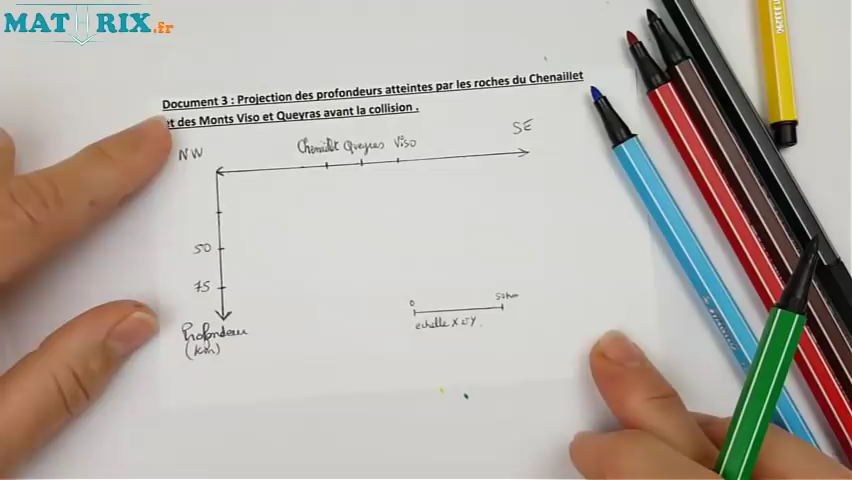 MATHRIX.fr
Document 3 : Projection des profondeurs atteintes par les roches du Chenaillet
et des Monts Viso et Queyras avant la collision .
NW
Chenaillet Queyras Viso
SE
50
75
Profondeur
(km)
0
50km
echelle X et Y.